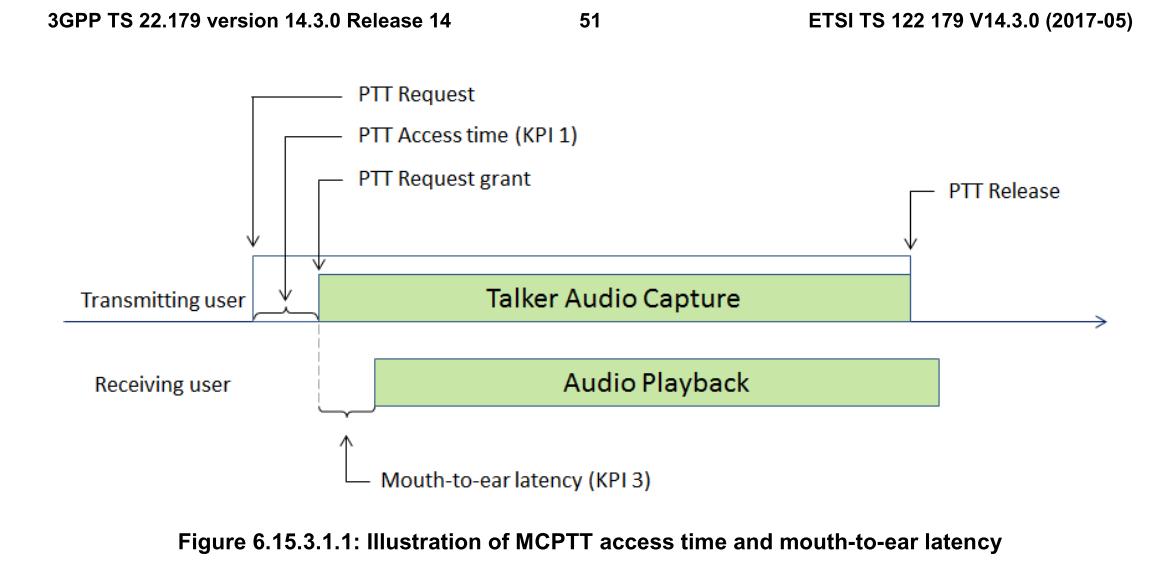 3GPP TS 22.179 version 14.3.0 Release 14 51 ETSI TS 122 179 V14.3.0 (2017-05)
PTT Request
PTT Access time (KPI 1)
PTT Request grant
PTT Release
Transmitting user
Talker Audio Capture
Receiving user
Audio Playback
Mouth-to-ear latency (KPI 3)
Figure 6.15.3.1.1: Illustration of MCPTT access time and mouth-to-ear latency